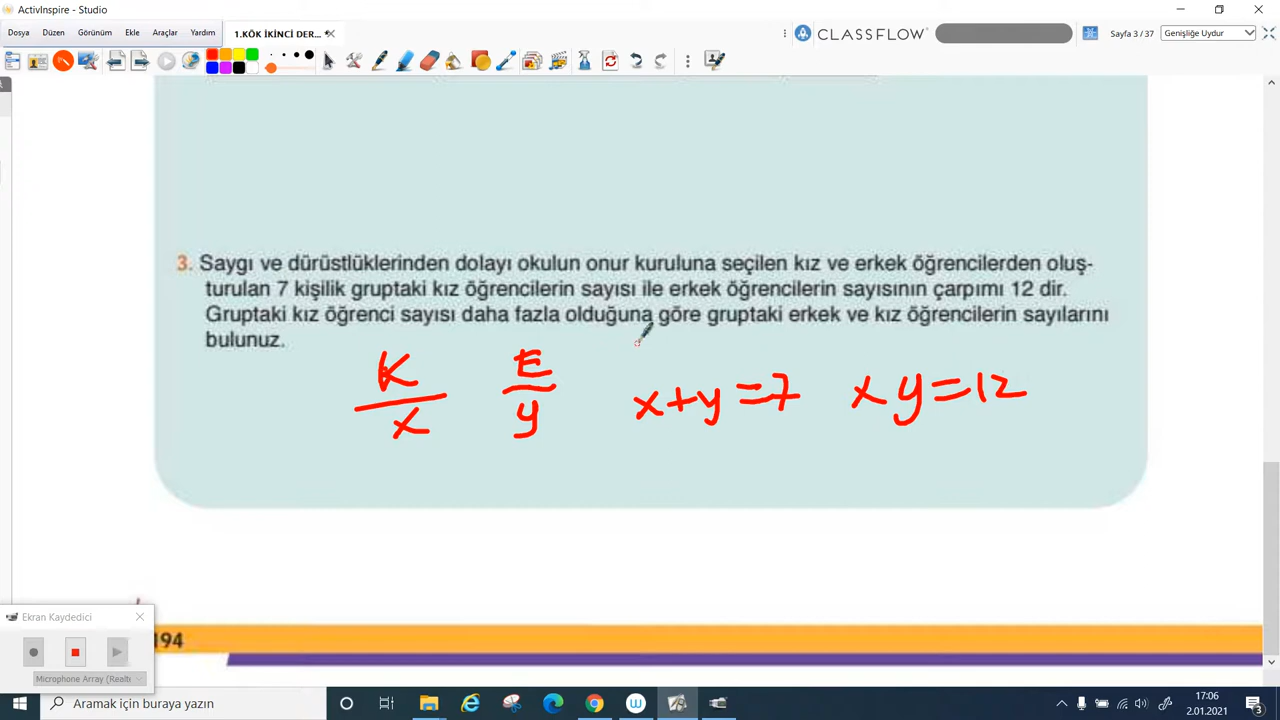 ActivInspire - Studio
Dosya Düzen Görünüm Ekle Araçlar Yardım
1.KÖK İKİNCİ DER...
CLASSFLOW
Sayfa 3 / 37
Genişliğe Uydur
3. Saygı ve dürüstlüklerinden dolayı okulun onur kuruluna seçilen kız ve erkek öğrencilerden oluş-
turulan 7 kişilik gruptaki kız öğrencilerin sayısı ile erkek öğrencilerin sayısının çarpımı 12 dir.
Gruptaki kız öğrenci sayısı daha fazla olduğuna göre gruptaki erkek ve kız öğrencilerin sayılarını
bulunuz.
K E
x y x+y=7 xy=12
Ekran Kaydedici
194
Microphone Array (Realt
Aramak için buraya yazın
17:06
2.01.2021
3